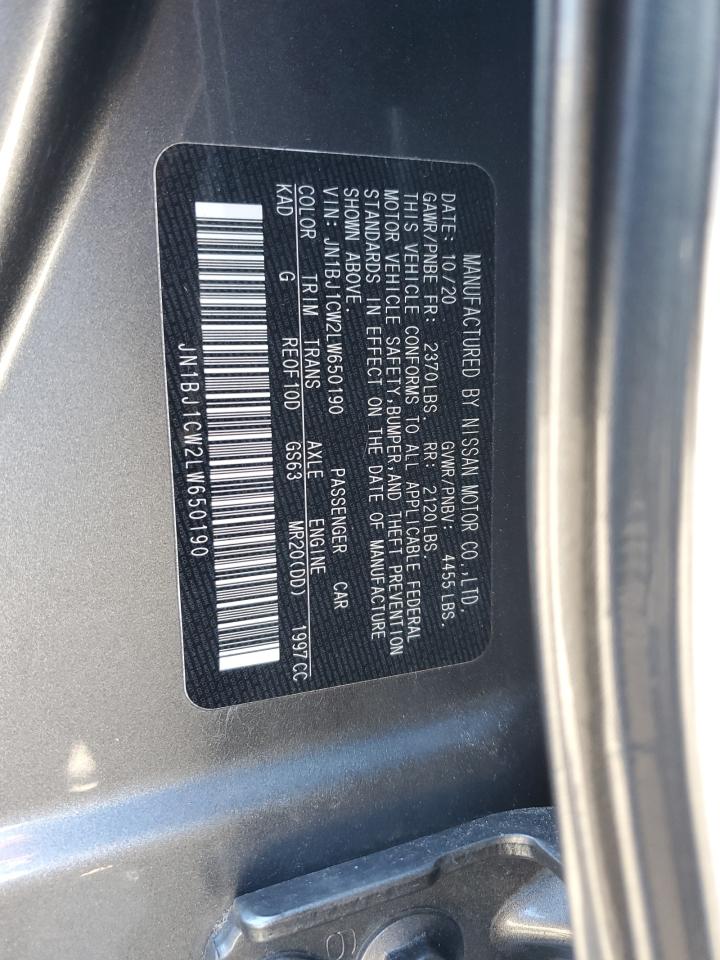 MANUFACTURED BY NISSAN MOTOR CO.,LTD.
DATE: 10/20 GVWR/PNBV: 4455 LBS.
GAWR/PNBE FR: 2370LBS. RR: 2120LBS.
THIS VEHICLE CONFORMS TO ALL APPLICABLE FEDERAL
MOTOR VEHICLE SAFETY,BUMPER,AND THEFT PREVENTION
STANDARDS IN EFFECT ON THE DATE OF MANUFACTURE
SHOWN ABOVE.
VIN: JN1BJ1CW2LW650190 PASSENGER CAR
COLOR TRIM TRANS AXLE ENGINE
KAD G RE0F10D GS63 MR20(DD) 1997CC
JN1BJ1CW2LW650190